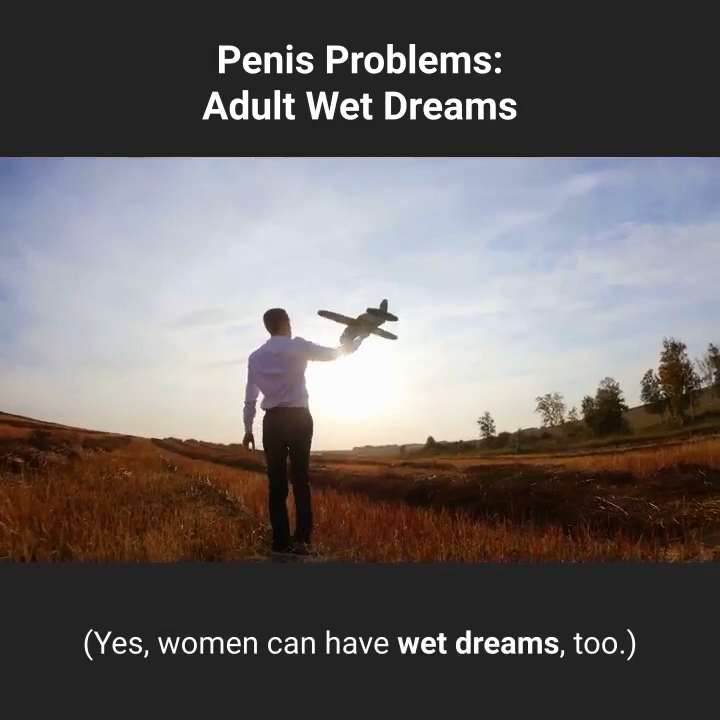 Penis Problems:
Adult Wet Dreams
(Yes, women can have wet dreams, too.)